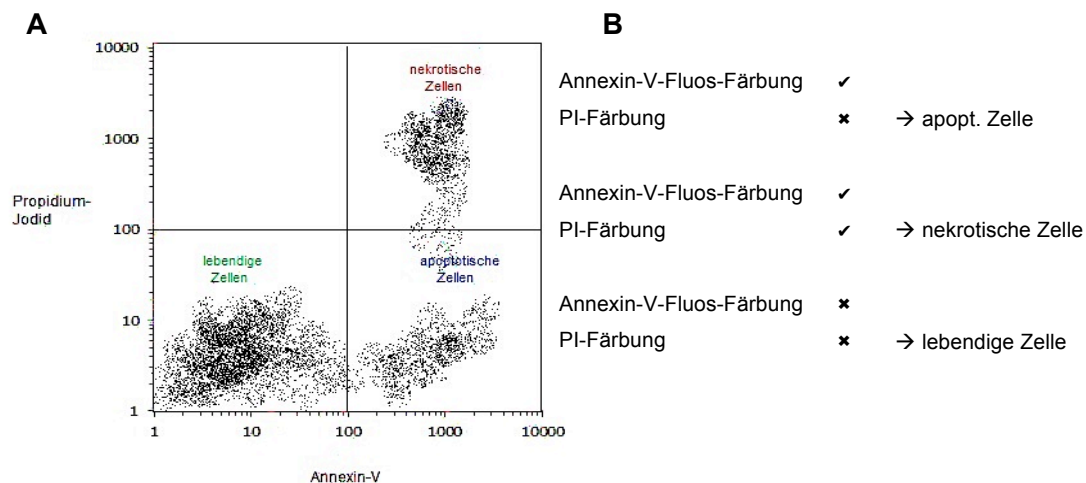 A
10000
1000
100
10
1
Propidium-
Jodid
nekrotische
Zellen
lebendige
Zellen
apoptotische
Zellen
1 10 100 1000 10000
Annexin-V
B
Annexin-V-Fluos-Färbung ✔
PI-Färbung ✖ → apopt. Zelle
Annexin-V-Fluos-Färbung ✔
PI-Färbung ✔ → nekrotische Zelle
Annexin-V-Fluos-Färbung ✖
PI-Färbung ✖ → lebendige Zelle